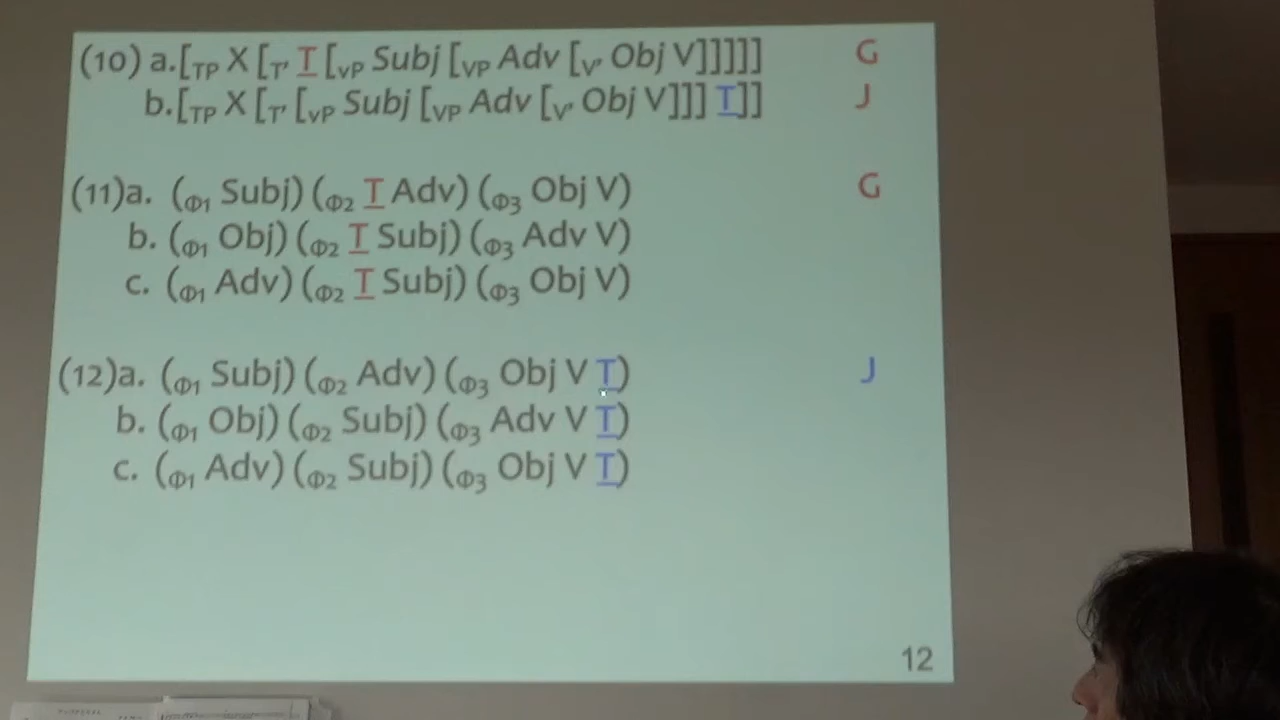 (10) a.[TP X [T' T [vP Subj [VP Adv [V' Obj V]]]]] G
b.[TP X [T' [vP Subj [VP Adv [V' Obj V]]] T]] J
(11)a. (Φ1 Subj) (Φ2 T Adv) (Φ3 Obj V) G
b. (Φ1 Obj) (Φ2 T Subj) (Φ3 Adv V)
c. (Φ1 Adv) (Φ2 T Subj) (Φ3 Obj V)
(12)a. (Φ1 Subj) (Φ2 Adv) (Φ3 Obj V T) J
b. (Φ1 Obj) (Φ2 Subj) (Φ3 Adv V T)
c. (Φ1 Adv) (Φ2 Subj) (Φ3 Obj V T)
12